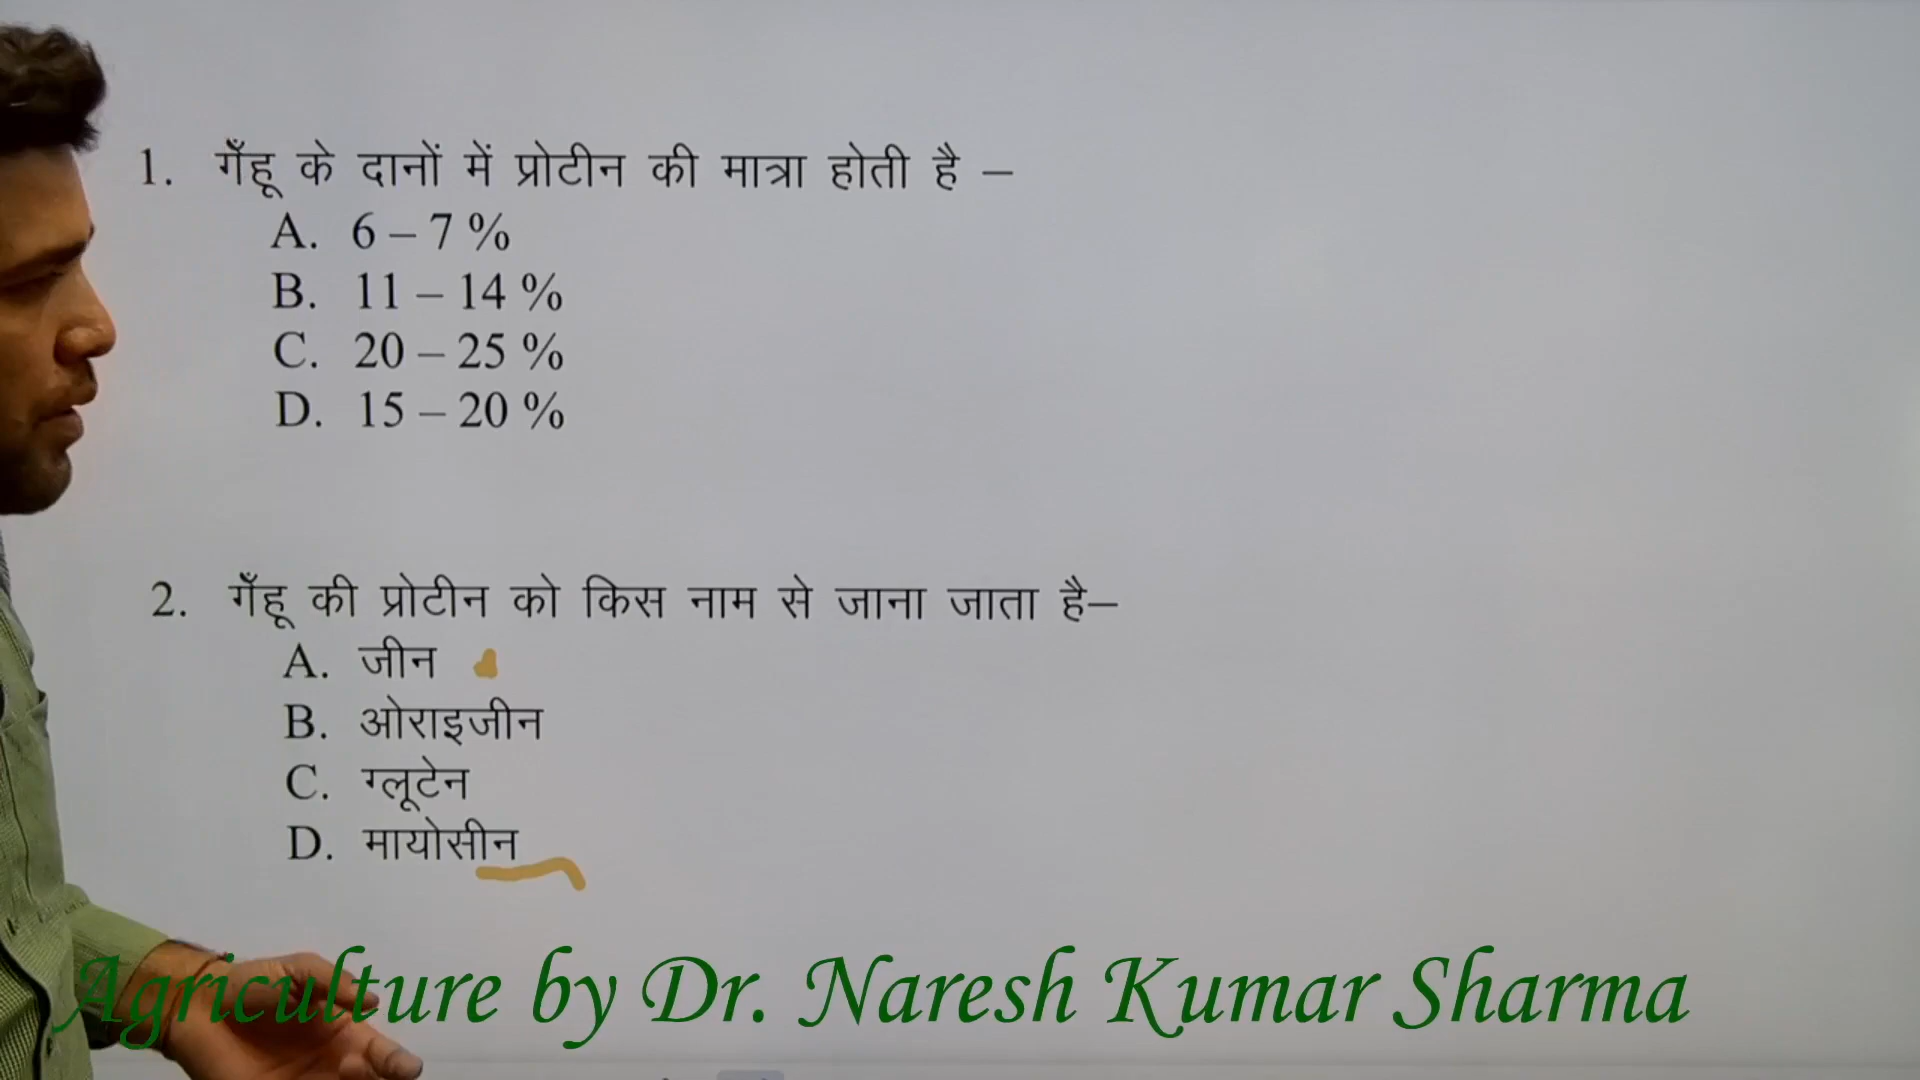 1. गेँहू के दानों में प्रोटीन की मात्रा होती है –
A. 6 – 7 %
B. 11 – 14 %
C. 20 – 25 %
D. 15 – 20 %
2. गेँहू की प्रोटीन को किस नाम से जाना जाता है–
A. जीन
B. ओराइजीन
C. ग्लूटेन
D. मायोसीन
Agriculture by Dr. Naresh Kumar Sharma